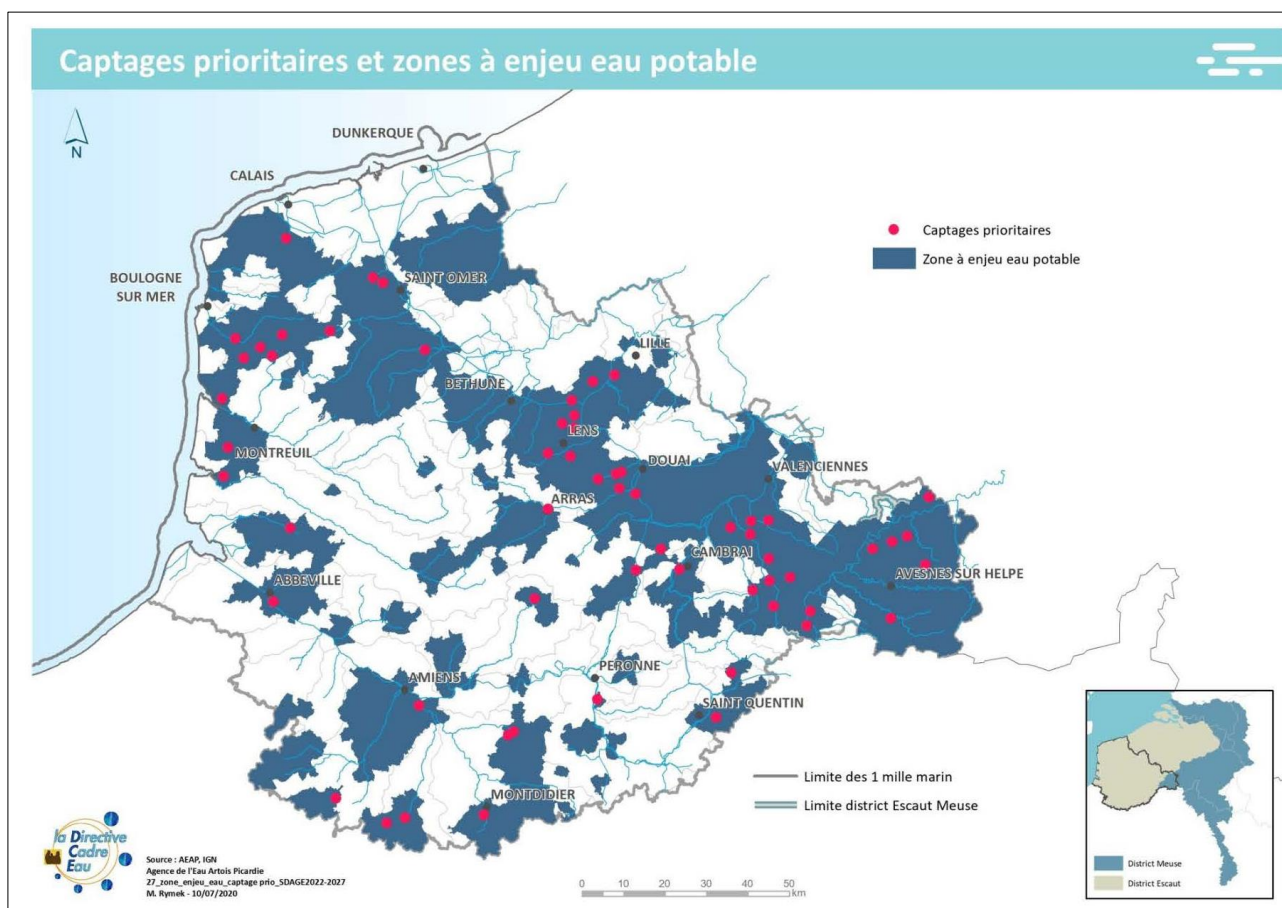 Captages prioritaires et zones à enjeu eau potable
N
DUNKERQUE
CALAIS
Captages prioritaires
Zone à enjeu eau potable
SAINT OMER
BOULOGNE
SUR MER
LILLE
BETHUNE
LENS
MONTREUIL
DOUAI
VALENCIENNES
ARRAS
CAMBRAI
AVESNES SUR HELPE
ABBEVILLE
PERONNE
AMIENS
SAINT QUENTIN
Limite des 1 mille marin
MONTDIDIER
Limite district Escaut Meuse
la Directive
Cadre
Eau
Source : AEAP, IGN
Agence de l'Eau Artois Picardie
27_zone_enjeu_eau_captage prio_SDAGE2022-2027
M. Rymek - 10/07/2020
0 10 20 30 40 50
km
District Meuse
District Escaut